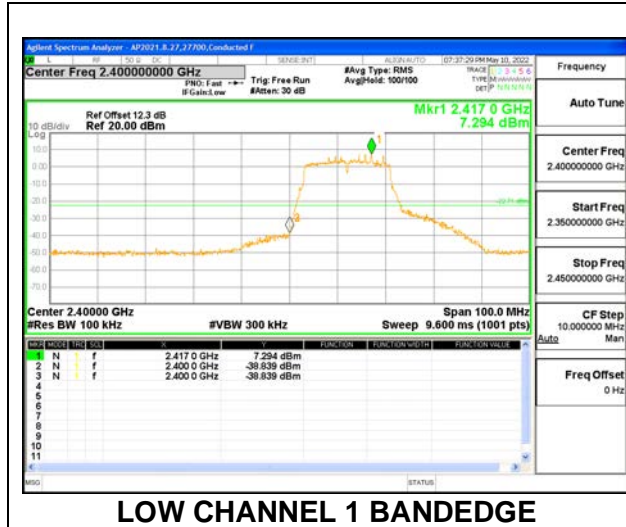 Agilent Spectrum Analyzer - AP2021.8.27,27700,Conducted F
L RF 50 Ω DC SENSE:INT ALIGN AUTO 07:37:29 PM May 10, 2022
Center Freq 2.400000000 GHz #Avg Type: RMS TRACE 1 2 3 4 5 6 Frequency
PNO: Fast Trig: Free Run Avg|Hold: 100/100 TYPE
IFGain:Low #Atten: 30 dB DET P N N N N N
Auto Tune
Mkr1 2.417 0 GHz
Ref Offset 12.3 dB
10 dB/div Ref 20.00 dBm 7.294 dBm
Log
10.0
0.00
-10.0
-20.0
-30.0
-40.0
-50.0
-60.0
-70.0
1
2
Center Freq
2.400000000 GHz
Start Freq
2.350000000 GHz
Stop Freq
2.450000000 GHz
Center 2.40000 GHz Span 100.0 MHz
#Res BW 100 kHz #VBW 300 kHz Sweep 9.600 ms (1001 pts)
CF Step
10.000000 MHz
Auto Man
MKR MODE TRC SCL X Y FUNCTION FUNCTION WIDTH FUNCTION VALUE
1 N 1 f 2.417 0 GHz 7.294 dBm
2 N 1 f 2.400 0 GHz -38.839 dBm
3 N 1 f 2.400 0 GHz -38.839 dBm
4
5
6
7
8
9
10
11
Freq Offset
0 Hz
MSG STATUS
LOW CHANNEL 1 BANDEDGE